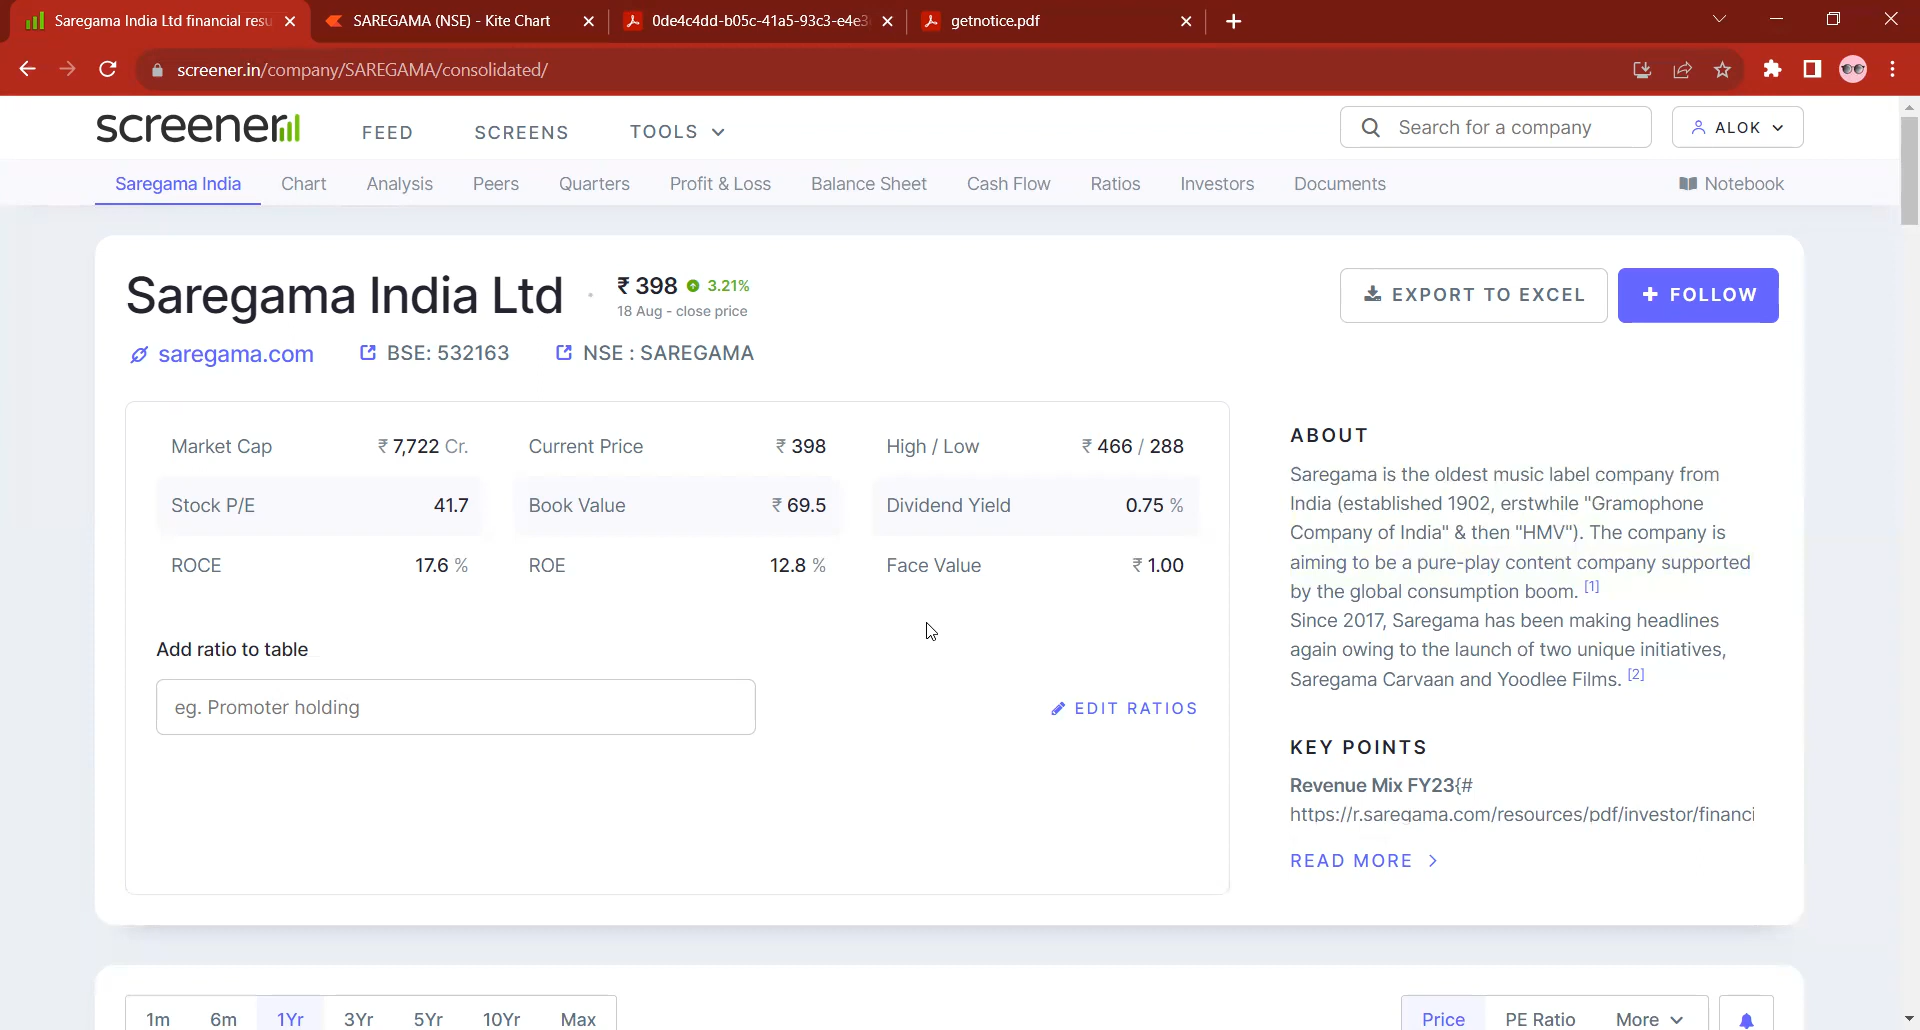 Saregama India Ltd financial resu
SAREGAMA (NSE) - Kite Chart
0de4c4dd-b05c-41a5-93c3-e4e3
getnotice.pdf
screener.in/company/SAREGAMA/consolidated/
screener
FEED
SCREENS
TOOLS
Search for a company
ALOK
Saregama India
Chart
Analysis
Peers
Quarters
Profit & Loss
Balance Sheet
Cash Flow
Ratios
Investors
Documents
Notebook
Saregama India Ltd
₹ 398 3.21%
18 Aug - close price
EXPORT TO EXCEL
+ FOLLOW
saregama.com
BSE: 532163
NSE : SAREGAMA
Market Cap ₹ 7,722 Cr.
Current Price ₹ 398
High / Low ₹ 466 / 288
Stock P/E 41.7
Book Value ₹ 69.5
Dividend Yield 0.75 %
ROCE 17.6 %
ROE 12.8 %
Face Value ₹ 1.00
Add ratio to table
eg. Promoter holding
EDIT RATIOS
ABOUT
Saregama is the oldest music label company from
India (established 1902, erstwhile "Gramophone
Company of India" & then "HMV"). The company is
aiming to be a pure-play content company supported
by the global consumption boom. [1]
Since 2017, Saregama has been making headlines
again owing to the launch of two unique initiatives,
Saregama Carvaan and Yoodlee Films. [2]
KEY POINTS
Revenue Mix FY23{#
https://r.saregama.com/resources/pdf/investor/financi
READ MORE
1m
6m
1Yr
3Yr
5Yr
10Yr
Max
Price
PE Ratio
More